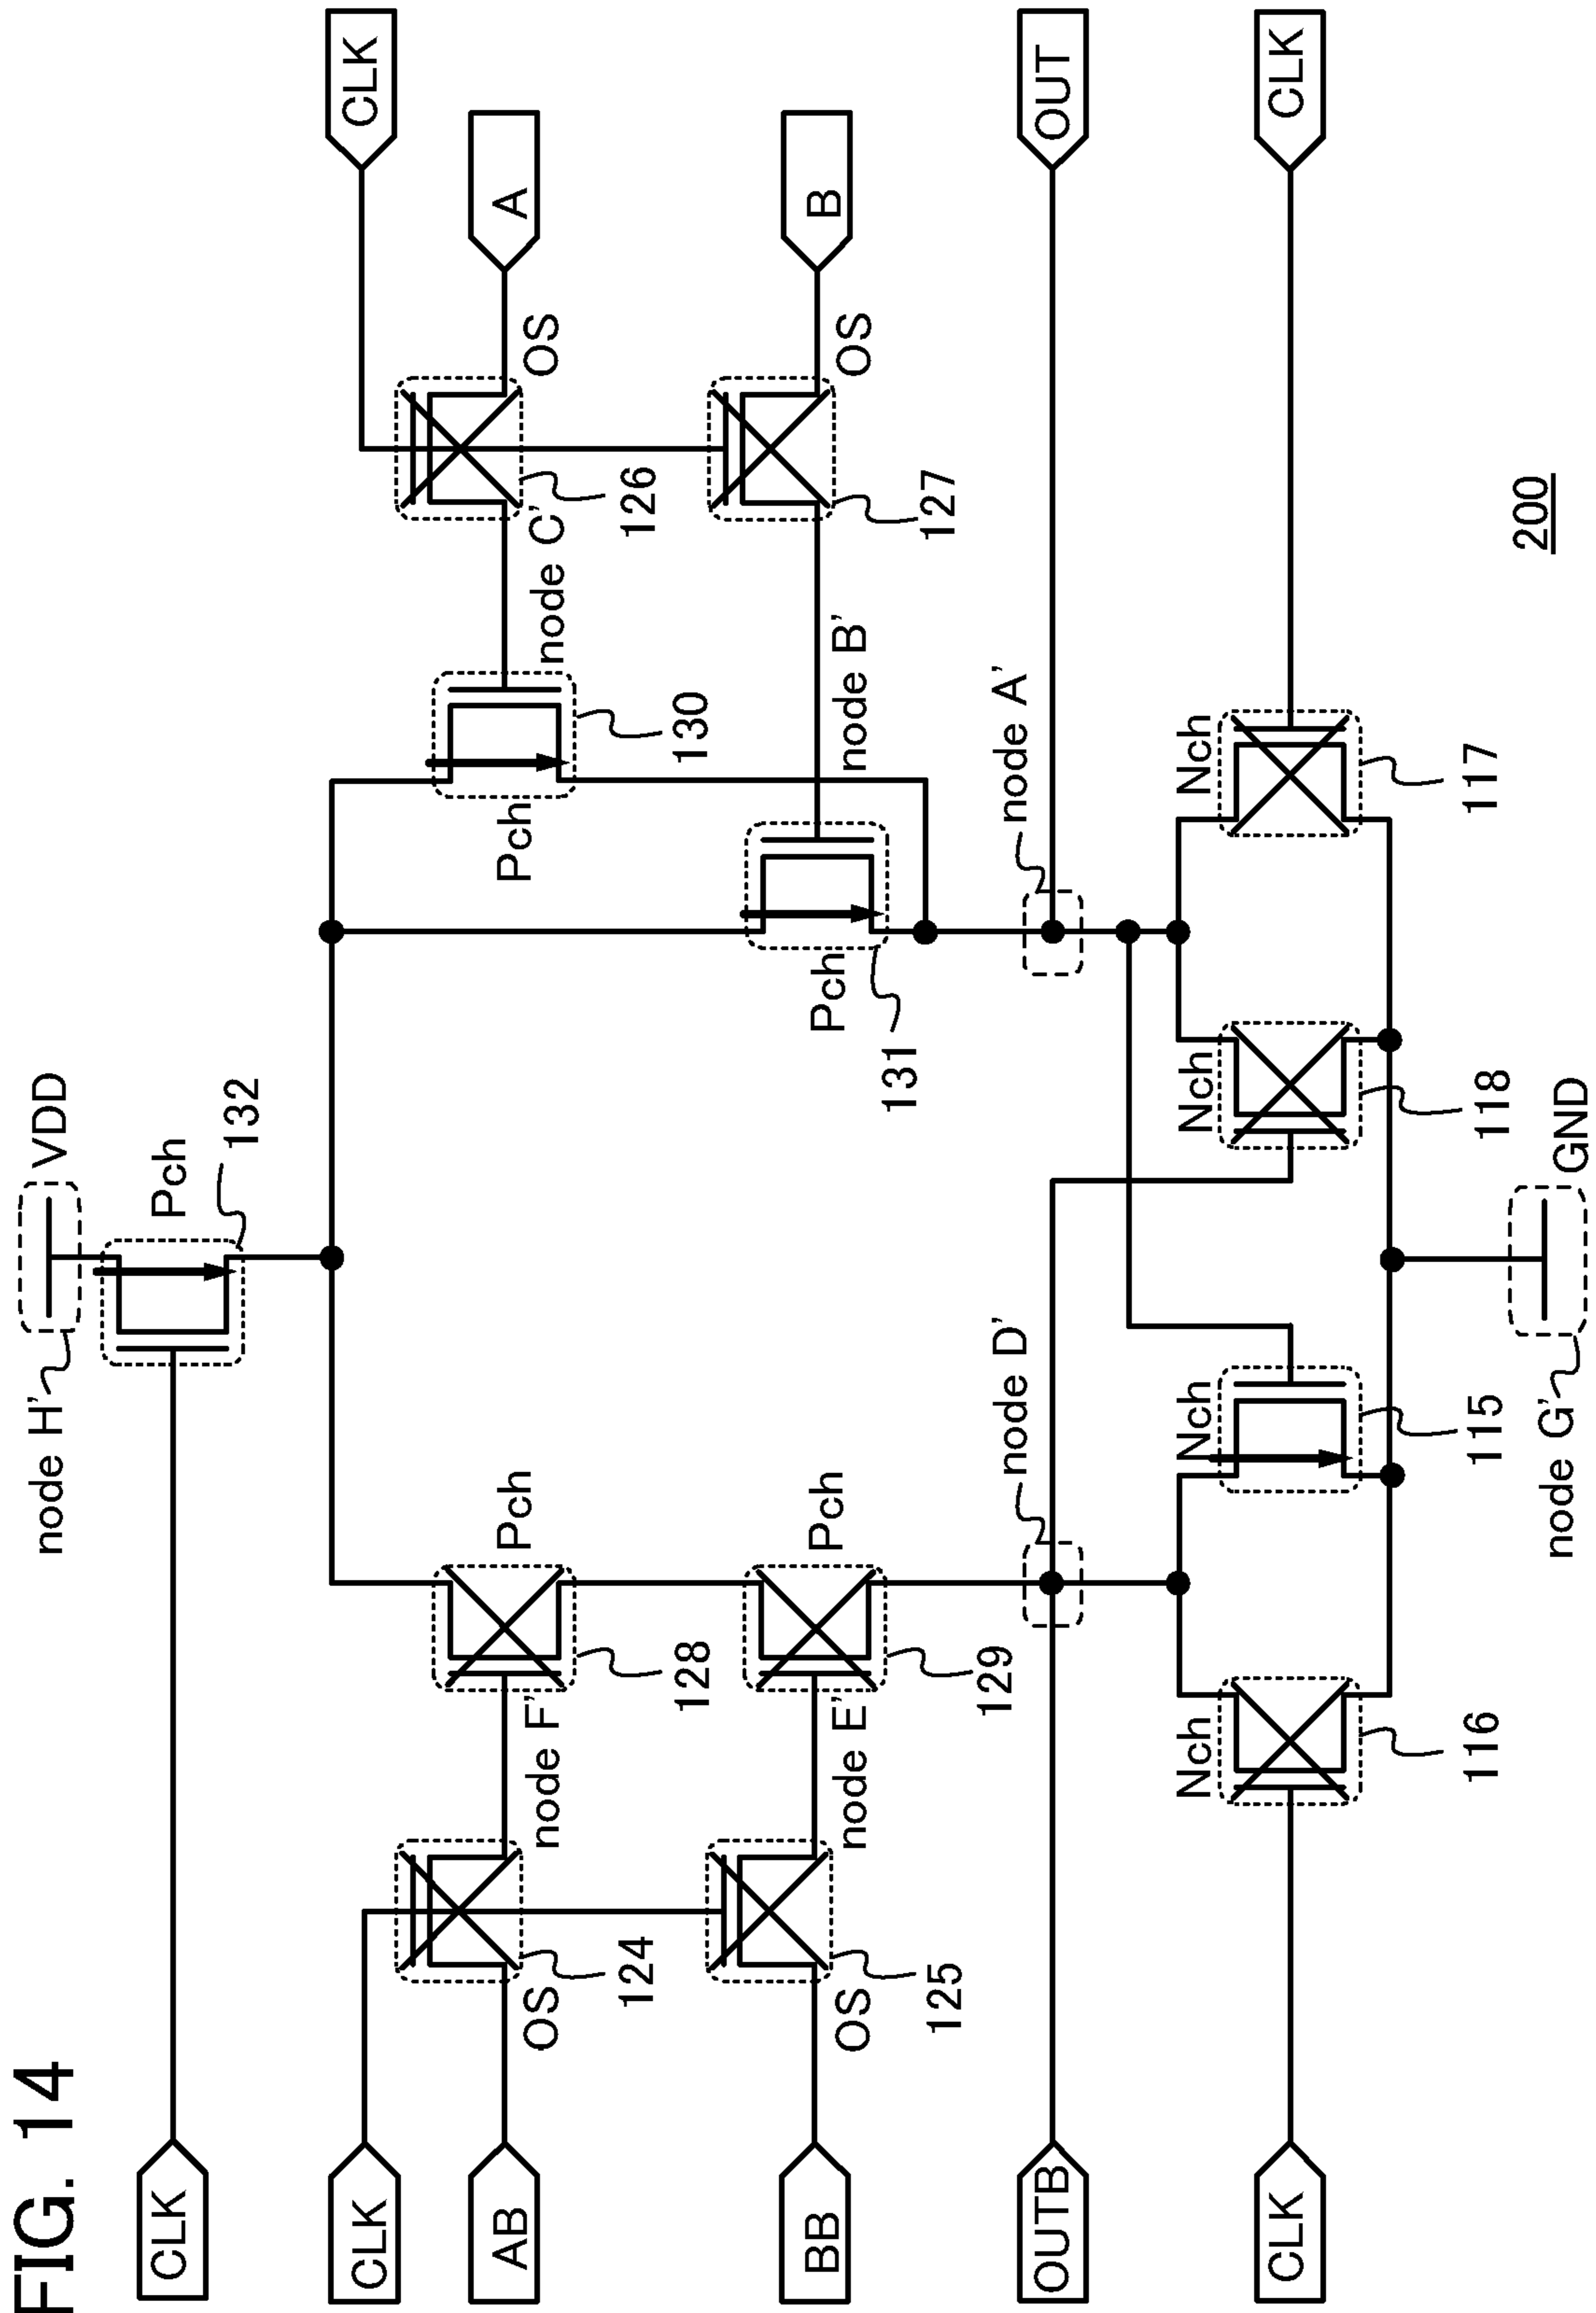 FIG. 14
node H'
VDD
CLK
Pch
132
CLK
CLK
AB
OS
124
node F'
128
Pch
Pch
130
node C'
126
OS
A
BB
OS
125
node E'
129
Pch
Pch
131
node B'
127
OS
B
OUTB
node D'
node A'
OUT
CLK
Nch
116
Nch
115
Nch
118
Nch
117
CLK
node G'
GND
200